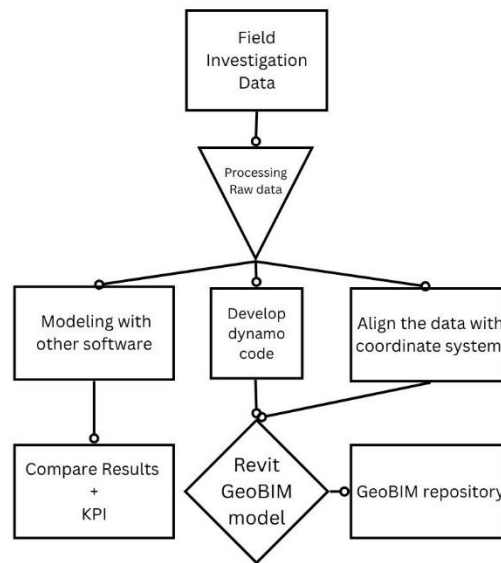 Field
Investigation
Data
Processing
Raw data
Modeling with
other software
Develop
dynamo
code
Align the data with
coordinate system
Compare Results
+
KPI
Revit
GeoBIM
model
GeoBIM repository